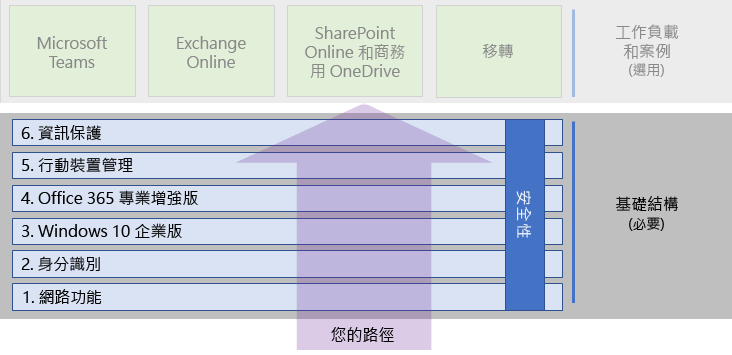 Microsoft
Teams
Exchange
Online
SharePoint
Online 和商務
用 OneDrive
移轉
工作負載
和案例
(選用)
6. 資訊保護
5. 行動裝置管理
4. Office 365 專業增強版
3. Windows 10 企業版
2. 身分識別
1. 網路功能
安全性
基礎結構
(必要)
您的路徑